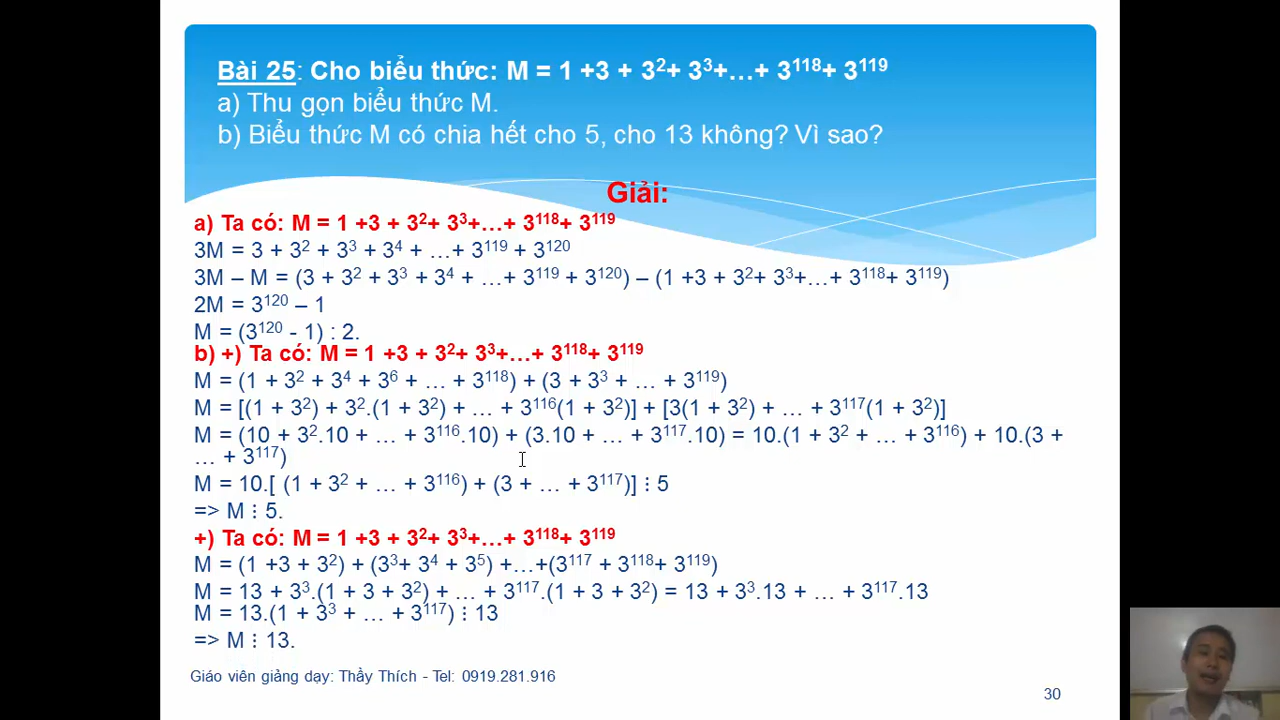 Bài 25: Cho biểu thức: M = 1 +3 + 3²+ 3³+…+ 3¹¹⁸+ 3¹¹⁹
a) Thu gọn biểu thức M.
b) Biểu thức M có chia hết cho 5, cho 13 không? Vì sao?
Giải:
a) Ta có: M = 1 +3 + 3²+ 3³+…+ 3¹¹⁸+ 3¹¹⁹
3M = 3 + 3² + 3³ + 3⁴ + …+ 3¹¹⁹ + 3¹²⁰
3M – M = (3 + 3² + 3³ + 3⁴ + …+ 3¹¹⁹ + 3¹²⁰) – (1 +3 + 3²+ 3³+…+ 3¹¹⁸+ 3¹¹⁹)
2M = 3¹²⁰ – 1
M = (3¹²⁰ - 1) : 2.
b) +) Ta có: M = 1 +3 + 3²+ 3³+…+ 3¹¹⁸+ 3¹¹⁹
M = (1 + 3² + 3⁴ + 3⁶ + … + 3¹¹⁸) + (3 + 3³ + … + 3¹¹⁹)
M = [(1 + 3²) + 3².(1 + 3²) + … + 3¹¹⁶(1 + 3²)] + [3(1 + 3²) + … + 3¹¹⁷(1 + 3²)]
M = (10 + 3².10 + … + 3¹¹⁶.10) + (3.10 + … + 3¹¹⁷.10) = 10.(1 + 3² + … + 3¹¹⁶) + 10.(3 +
… + 3¹¹⁷)
M = 10.[ (1 + 3² + … + 3¹¹⁶) + (3 + … + 3¹¹⁷)] ⋮ 5
=> M ⋮ 5.
+) Ta có: M = 1 +3 + 3²+ 3³+…+ 3¹¹⁸+ 3¹¹⁹
M = (1 +3 + 3²) + (3³+ 3⁴ + 3⁵) +…+(3¹¹⁷ + 3¹¹⁸+ 3¹¹⁹)
M = 13 + 3³.(1 + 3 + 3²) + … + 3¹¹⁷.(1 + 3 + 3²) = 13 + 3³.13 + … + 3¹¹⁷.13
M = 13.(1 + 3³ + … + 3¹¹⁷) ⋮ 13
=> M ⋮ 13.
Giáo viên giảng dạy: Thầy Thích - Tel: 0919.281.916
30